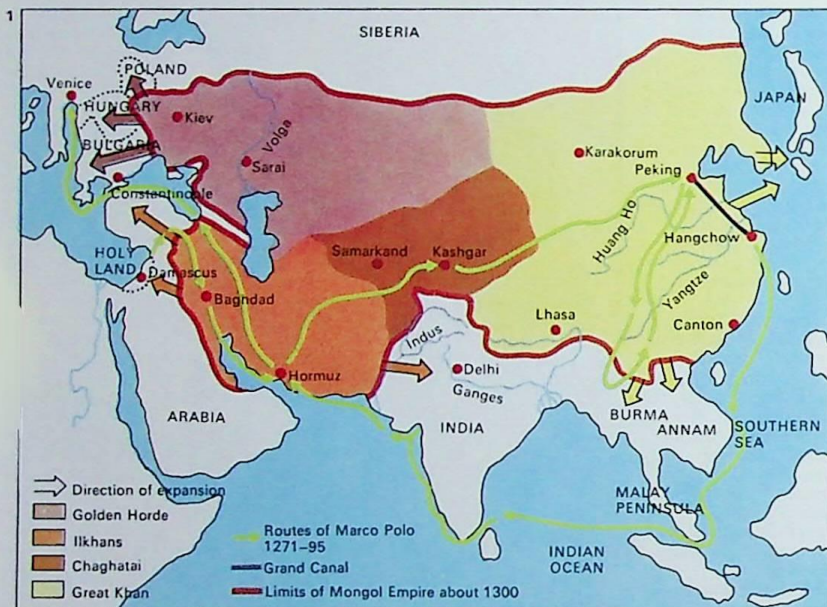 1
SIBERIA
POLAND
Venice
HUNGARY
Kiev
JAPAN
BULGARIA
Volga
Karakorum
Sarai
Peking
Constantinople
Huang Ho
Samarkand
Kashgar
Hangchow
HOLY
LAND
Damascus
Baghdad
Yangtze
Lhasa
Canton
Indus
Hormuz
Delhi
Ganges
BURMA
ANNAM
ARABIA
INDIA
SOUTHERN
SEA
MALAY
PENINSULA
INDIAN
OCEAN
Direction of expansion
Golden Horde
Ilkhans
Chaghatai
Great Khan
Routes of Marco Polo
1271–95
Grand Canal
Limits of Mongol Empire about 1300